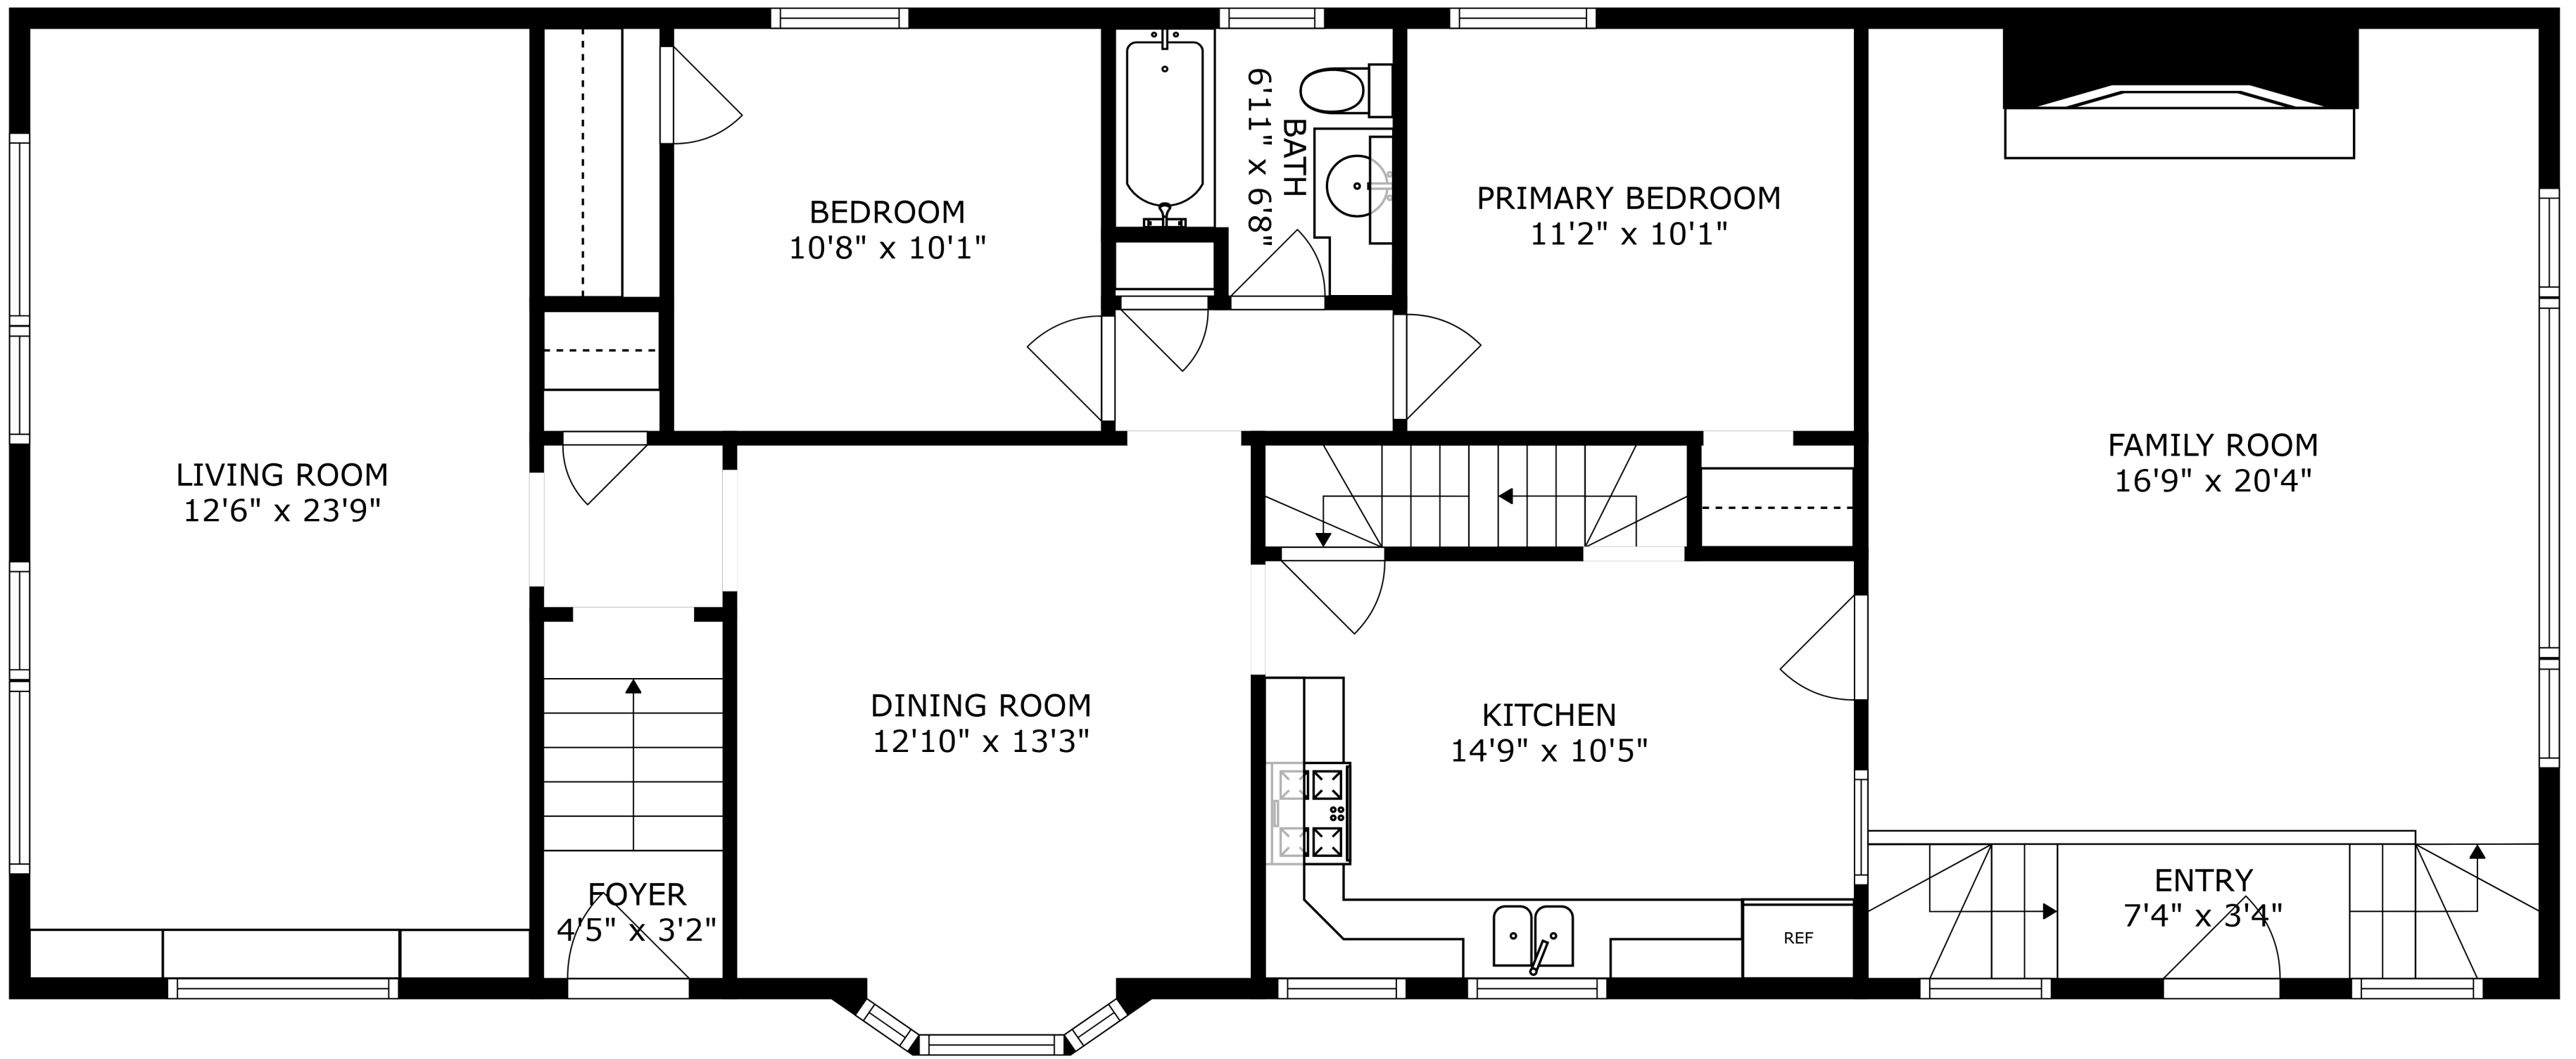 BEDROOM
10'8" x 10'1"
BATH
6'11" x 6'8"
PRIMARY BEDROOM
11'2" x 10'1"
LIVING ROOM
12'6" x 23'9"
FAMILY ROOM
16'9" x 20'4"
DINING ROOM
12'10" x 13'3"
KITCHEN
14'9" x 10'5"
FOYER
4'5" x 3'2"
ENTRY
7'4" x 3'4"
REF